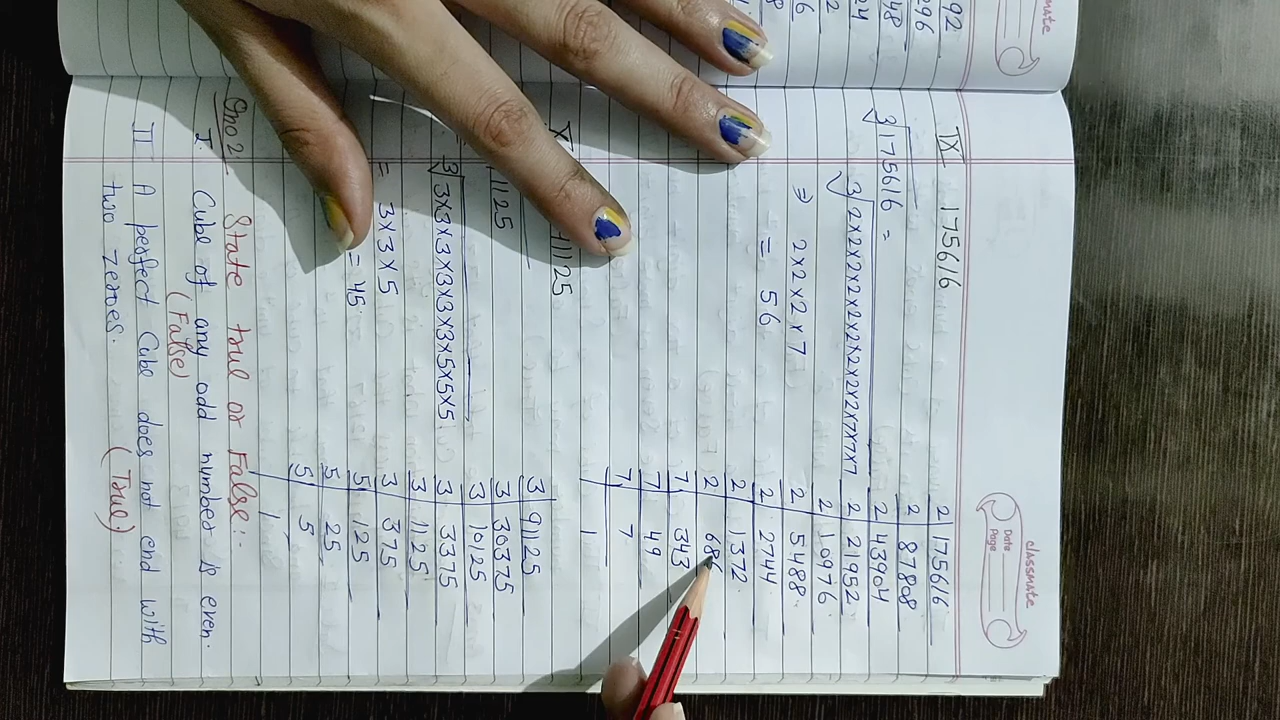 classmate
Date
Page
IX 175616
∛175616 =
∛2×2×2×2×2×2×2×2×2×7×7×7
⇒ 2×2×2×7
= 56
2 | 175616
2 | 87808
2 | 43904
2 | 21952
2 | 10976
2 | 5488
2 | 2744
2 | 1372
2 | 686
7 | 343
7 | 49
7 | 7
1
X 91125
1125
= ∛3×3×3×3×3×3×5×5×5
= 3×3×5
= 45
3 | 91125
3 | 30375
3 | 10125
3 | 3375
3 | 1125
3 | 375
5 | 125
5 | 25
5 | 5
1
Qno 2: State true or False:-
I Cube of any odd number is even.
(False)
II A perfect Cube does not end with
two zeroes. (True)